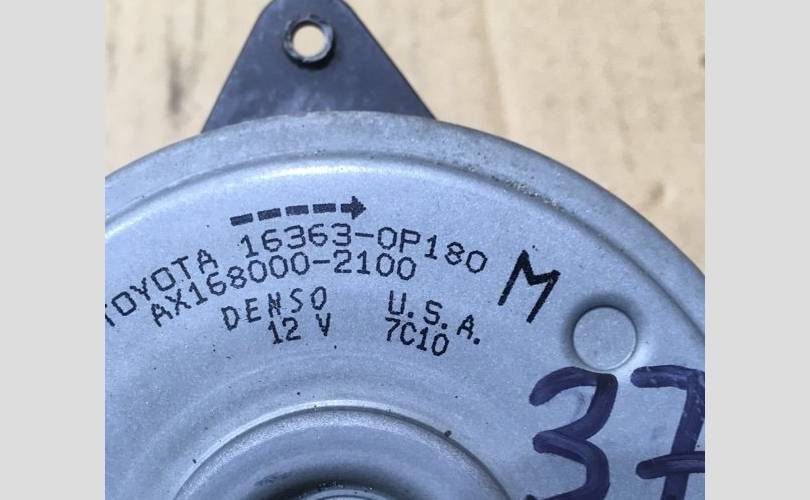 TOYOTA 16363-0P180
AX168000-2100
M
DENSO U.S.A.
12 V 7C10
37